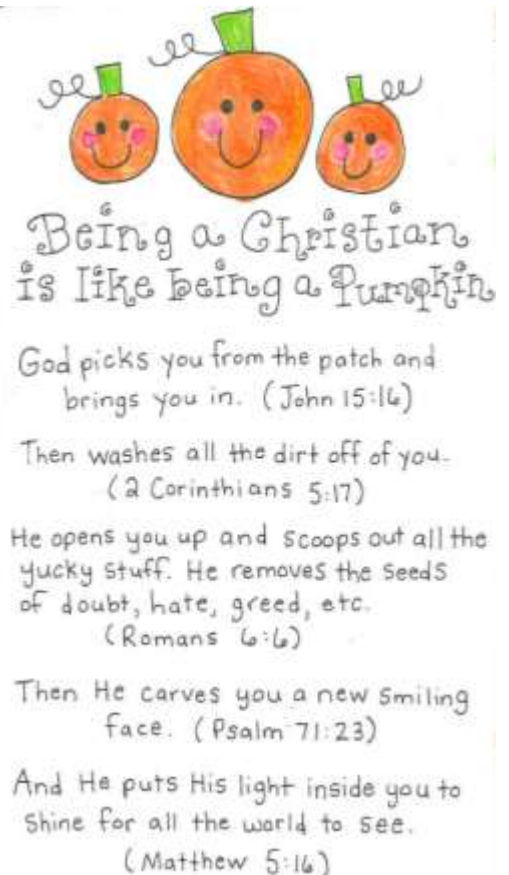 Being a Christian
is like being a Pumpkin
God picks you from the patch and
brings you in. (John 15:16)
Then washes all the dirt off of you.
(2 Corinthians 5:17)
He opens you up and scoops out all the
yucky stuff. He removes the seeds
of doubt, hate, greed, etc.
(Romans 6:6)
Then He carves you a new smiling
face. (Psalm 71:23)
And He puts His light inside you to
shine for all the world to see.
(Matthew 5:16)